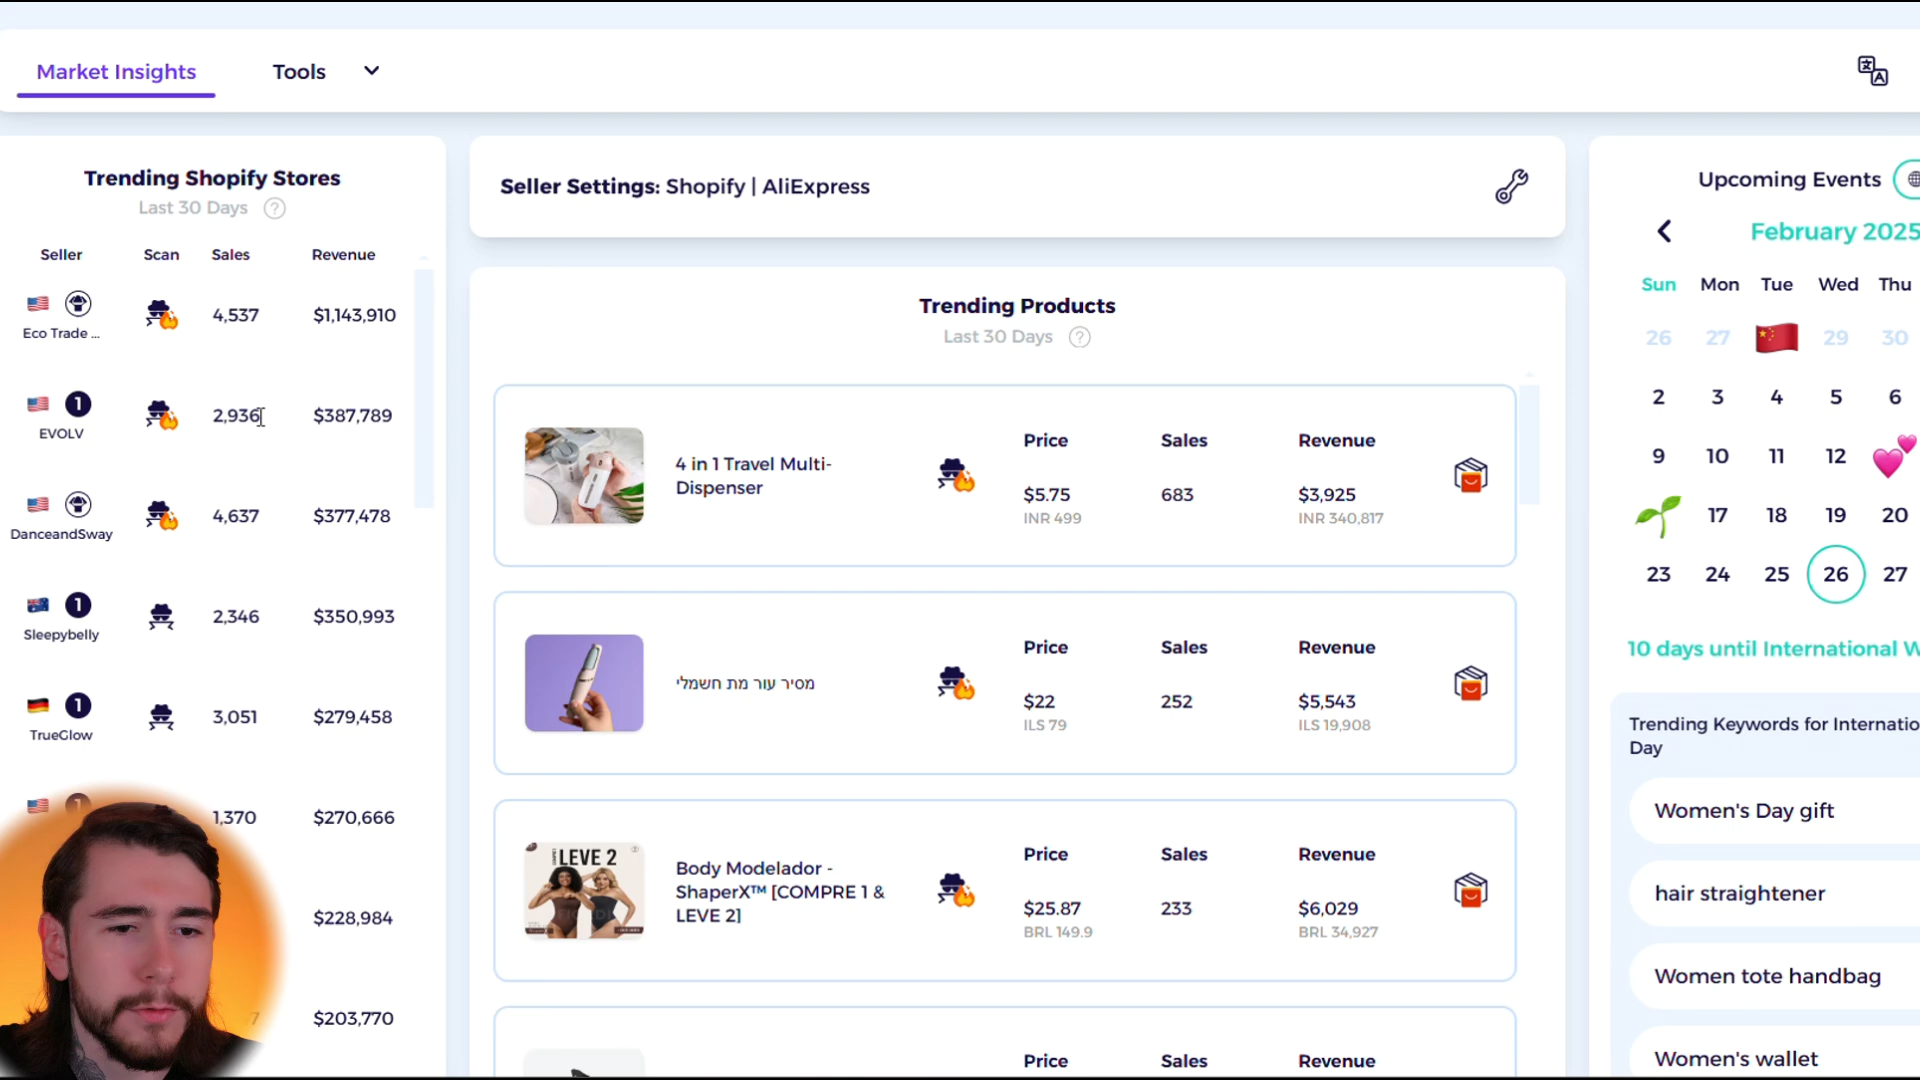 Market Insights
Tools
Trending Shopify Stores
Last 30 Days ?
Seller Scan Sales Revenue
Eco Trade ...
4,537 $1,143,910
1
EVOLV
2,936 $387,789
DanceandSway
4,637 $377,478
1
Sleepybelly
2,346 $350,993
1
TrueGlow
3,051 $279,458
1,370 $270,666
$228,984
7 $203,770
Seller Settings: Shopify | AliExpress
Trending Products
Last 30 Days ?
4 in 1 Travel Multi-
Dispenser
Price Sales Revenue
$5.75 683 $3,925
INR 499 INR 340,817
מסיר עור מת חשמלי
Price Sales Revenue
$22 252 $5,543
ILS 79 ILS 19,908
LEVE 2
Body Modelador -
ShaperX™ [COMPRE 1 &
LEVE 2]
Price Sales Revenue
$25.87 233 $6,029
BRL 149.9 BRL 34,927
Price Sales Revenue
Upcoming Events
February 2025
Sun Mon Tue Wed Thu
26 27 29 30
2 3 4 5 6
9 10 11 12
17 18 19 20
23 24 25 26 27
10 days until International W
Trending Keywords for Internatio
Day
Women's Day gift
hair straightener
Women tote handbag
Women's wallet